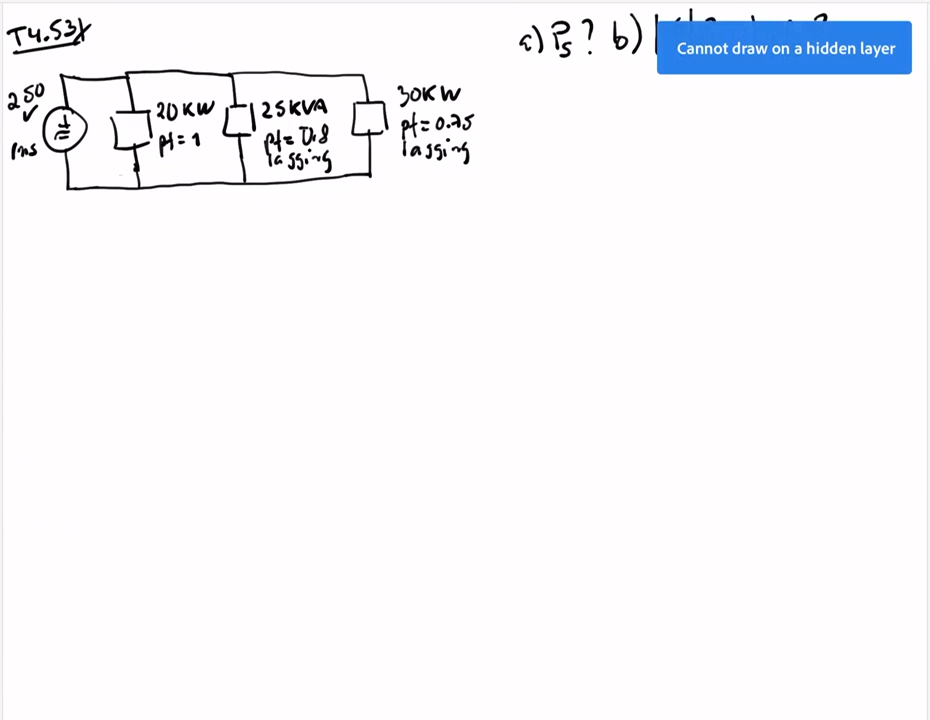 T4.53)
a) Ps? b)
Cannot draw on a hidden layer
250
V
rms
20KW
pf=1
25KVA
pf=0.8
lagging
30KW
pf=0.75
lagging